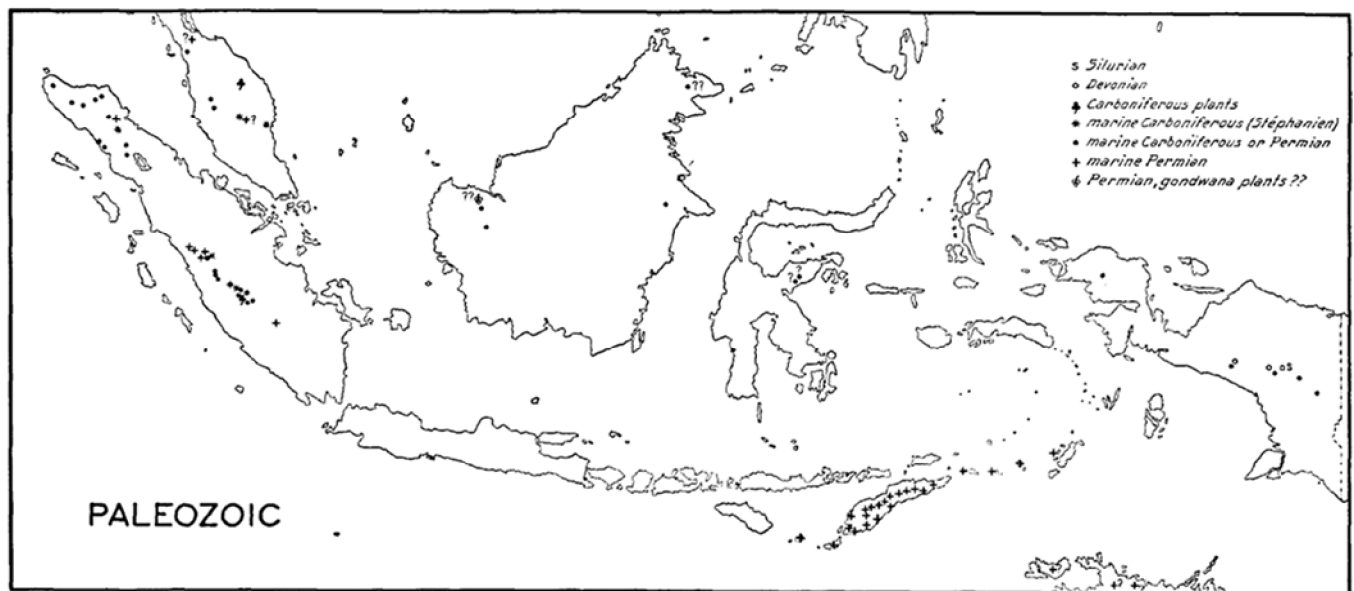 s Silurian
o Devonian
Carboniferous plants
marine Carboniferous (Stéphanien)
• marine Carboniferous or Permian
+ marine Permian
Permian, gondwana plants ??
? +
+ ?
??
??
? ?
s
PALEOZOIC